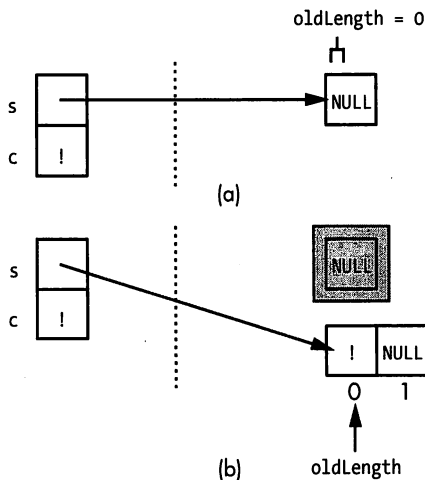 oldLength = 0
s
NULL
c
!
(a)
s
NULL
c
!
! NULL
0 1
oldLength
(b)